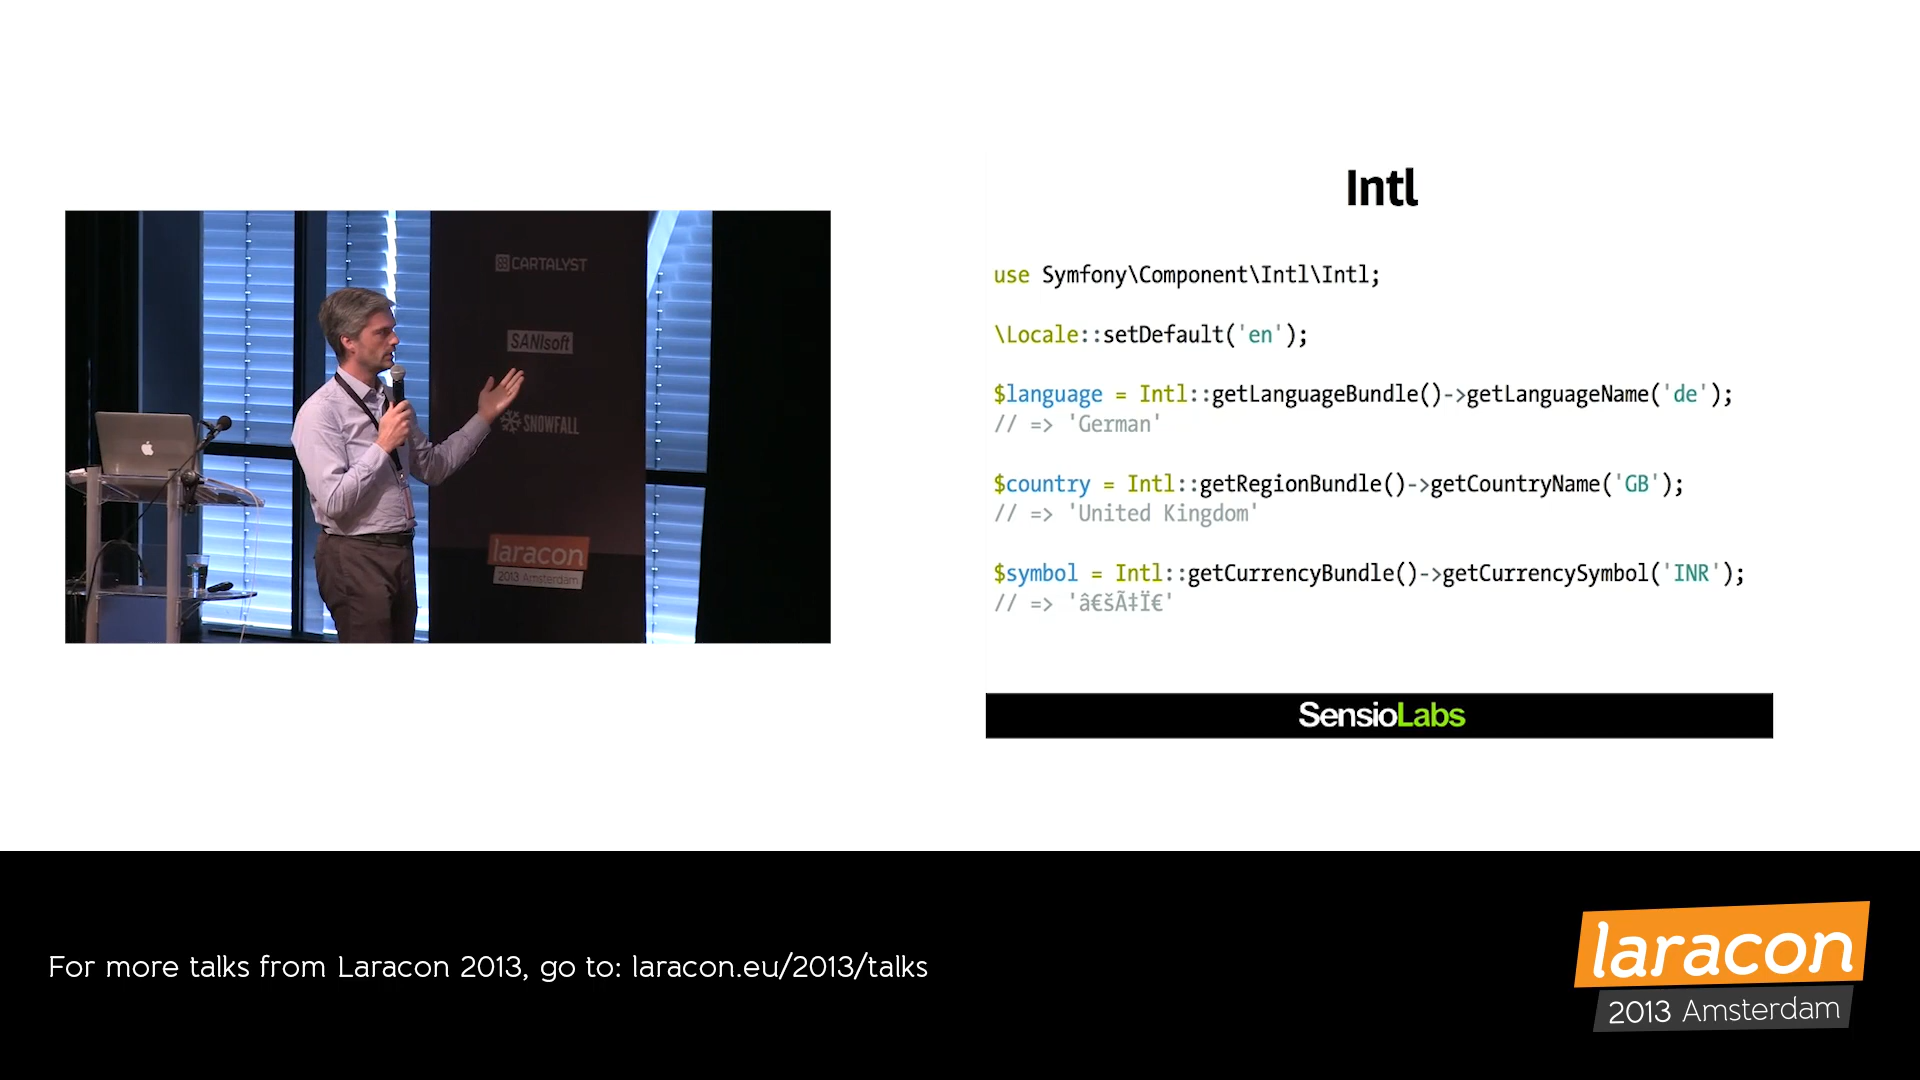 CARTALYST
SANIsoft
SNOWFALL
laracon
2013 Amsterdam
Intl
use Symfony\Component\Intl\Intl;
\Locale::setDefault('en');
$language = Intl::getLanguageBundle()->getLanguageName('de');
// => 'German'
$country = Intl::getRegionBundle()->getCountryName('GB');
// => 'United Kingdom'
$symbol = Intl::getCurrencyBundle()->getCurrencySymbol('INR');
// => 'â€šÃ‡Ï€'
SensioLabs
For more talks from Laracon 2013, go to: laracon.eu/2013/talks
laracon
2013 Amsterdam